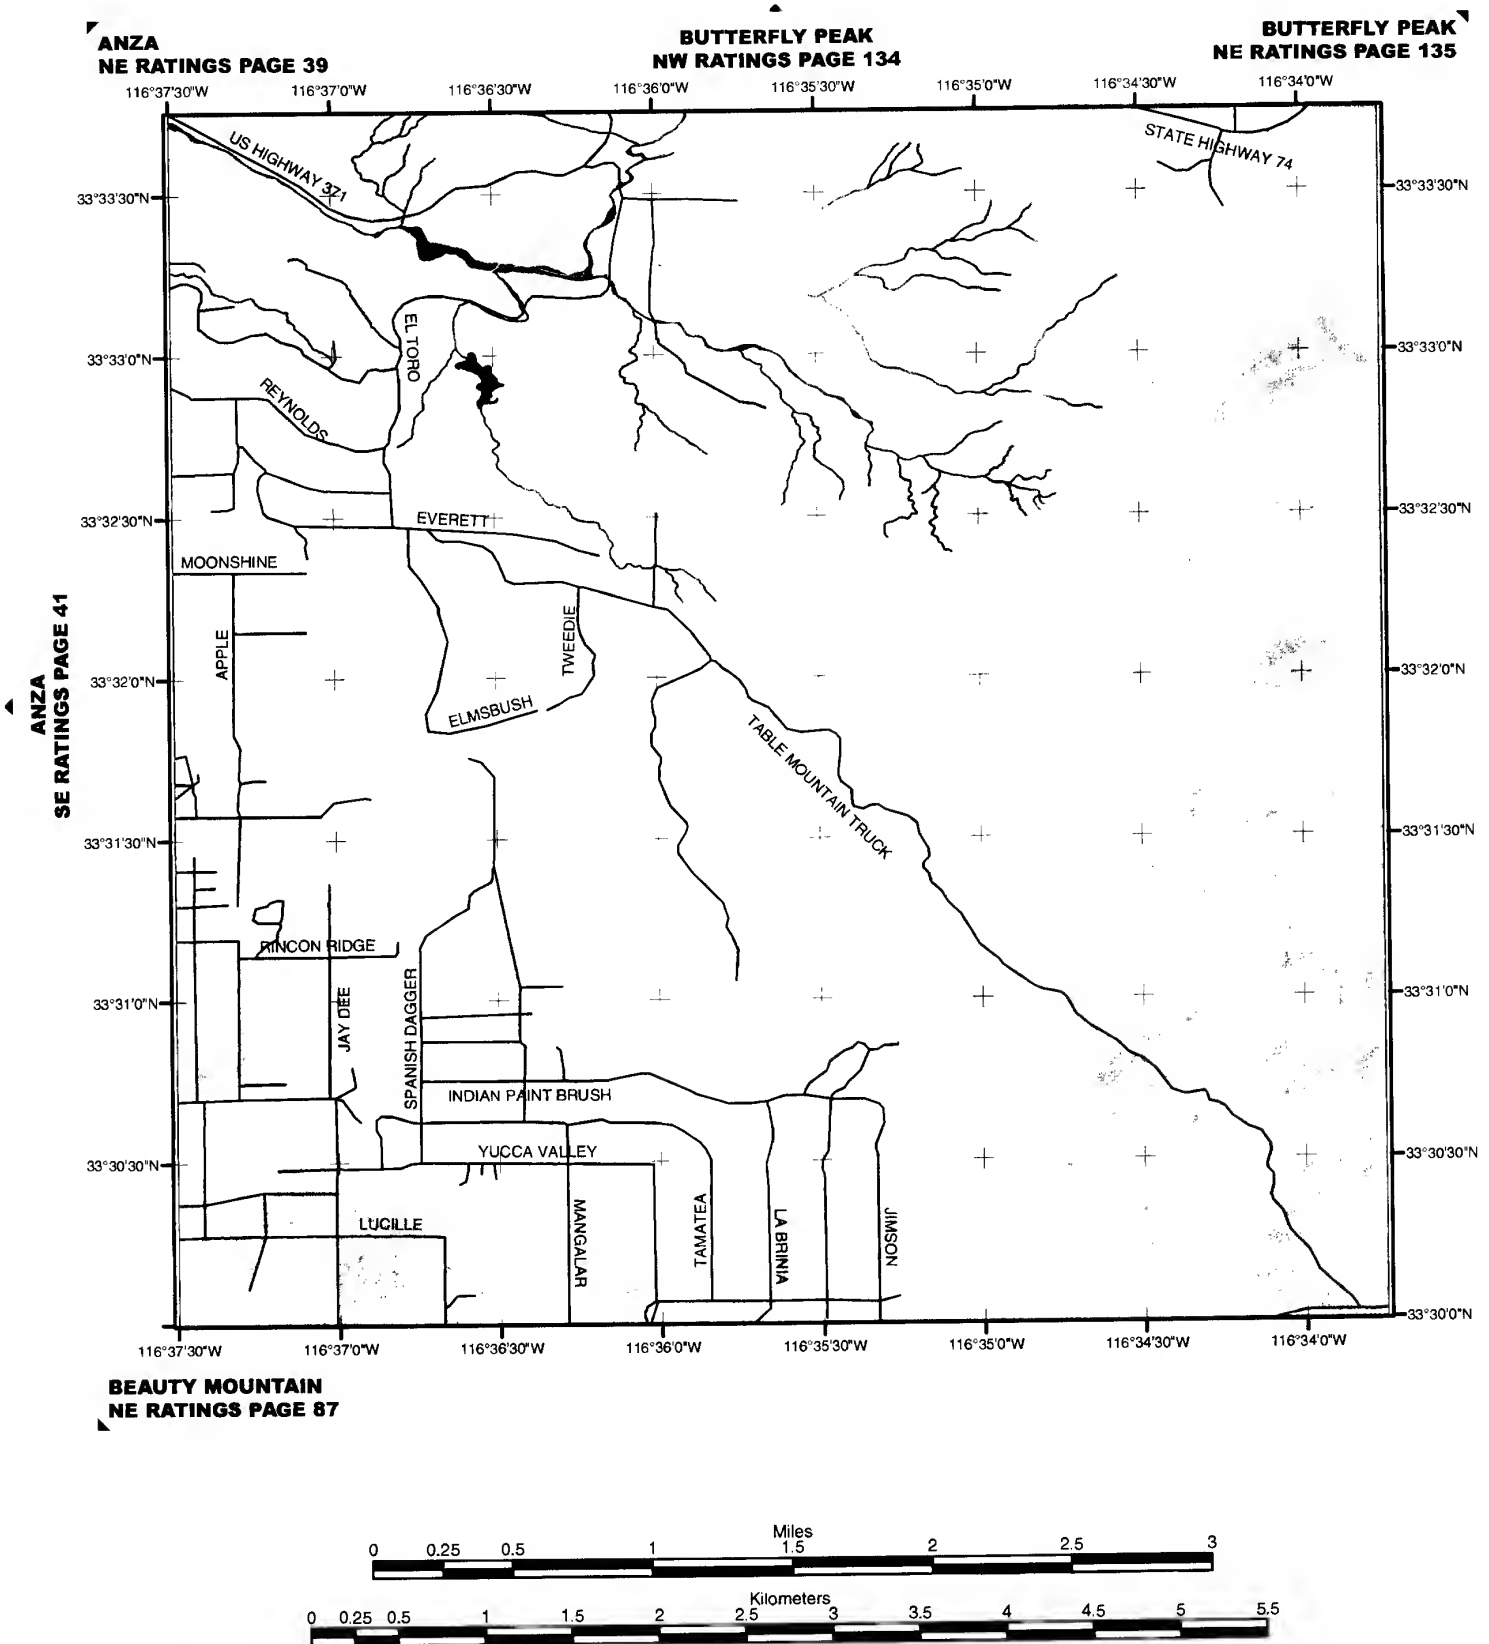 ANZA
NE RATINGS PAGE 39
BUTTERFLY PEAK
NW RATINGS PAGE 134
BUTTERFLY PEAK
NE RATINGS PAGE 135
116°37'30"W 116°37'0"W 116°36'30"W 116°36'0"W 116°35'30"W 116°35'0"W 116°34'30"W 116°34'0"W
US HIGHWAY 371
STATE HIGHWAY 74
33°33'30"N 33°33'30"N
EL TORO
33°33'0"N 33°33'0"N
REYNOLDS
EVERETT
33°32'30"N 33°32'30"N
MOONSHINE
ANZA
SE RATINGS PAGE 41
APPLE
TWEEDIE
33°32'0"N 33°32'0"N
ELMSBUSH
TABLE MOUNTAIN TRUCK
33°31'30"N 33°31'30"N
RINCON RIDGE
JAY DEE
SPANISH DAGGER
33°31'0"N 33°31'0"N
INDIAN PAINT BRUSH
YUCCA VALLEY
33°30'30"N 33°30'30"N
LUCILLE
MANGALAR
TAMATEA
LA BRINIA
JIMSON
33°30'0"N
116°37'30"W 116°37'0"W 116°36'30"W 116°36'0"W 116°35'30"W 116°35'0"W 116°34'30"W 116°34'0"W
BEAUTY MOUNTAIN
NE RATINGS PAGE 87
Miles
0 0.25 0.5 1 1.5 2 2.5 3
Kilometers
0 0.25 0.5 1 1.5 2 2.5 3 3.5 4 4.5 5 5.5